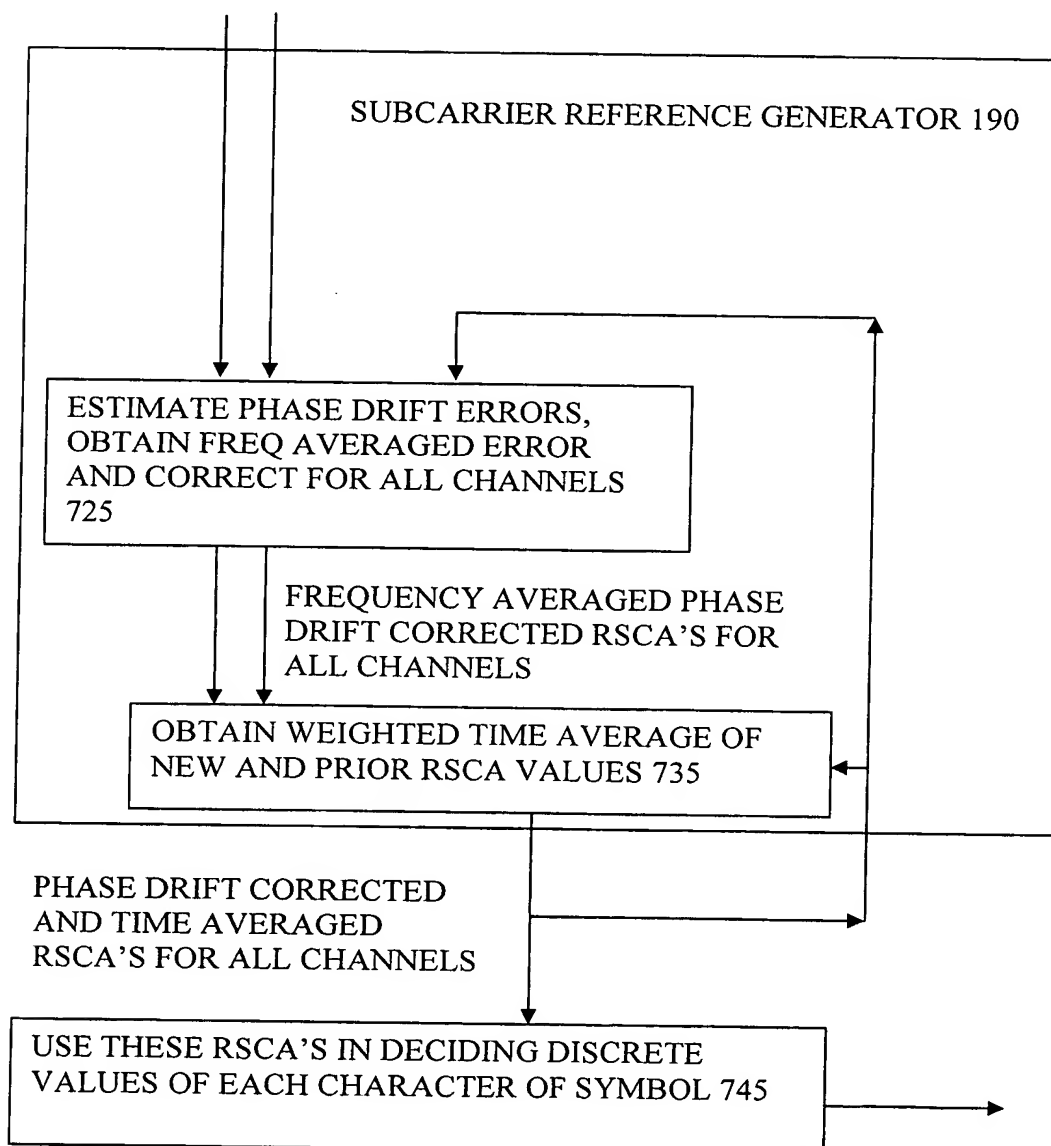 SUBCARRIER REFERENCE GENERATOR 190
ESTIMATE PHASE DRIFT ERRORS,
OBTAIN FREQ AVERAGED ERROR
AND CORRECT FOR ALL CHANNELS
725
FREQUENCY AVERAGED PHASE
DRIFT CORRECTED RSCA'S FOR
ALL CHANNELS
OBTAIN WEIGHTED TIME AVERAGE OF
NEW AND PRIOR RSCA VALUES 735
PHASE DRIFT CORRECTED
AND TIME AVERAGED
RSCA'S FOR ALL CHANNELS
USE THESE RSCA'S IN DECIDING DISCRETE
VALUES OF EACH CHARACTER OF SYMBOL 745